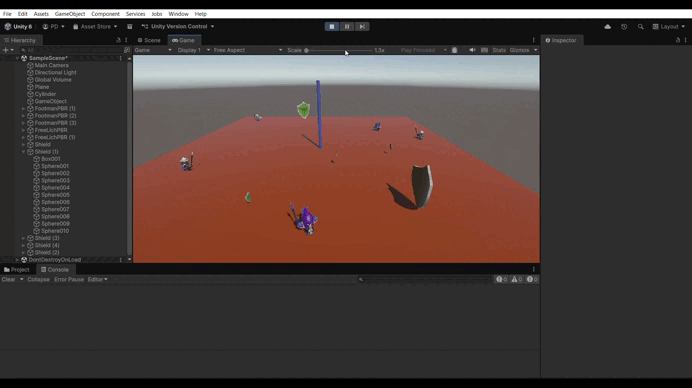 File Edit Assets GameObject Component Services Jobs Window Help
Unity 6 PD Asset Store Unity Version Control Layout
Hierarchy Scene Game Inspector
All Game Display 1 Free Aspect Scale 1.3x Play Focused Stats Gizmos
SampleScene*
Main Camera
Directional Light
Global Volume
Plane
Cylinder
GameObject
FootmanPBR (1)
FootmanPBR (2)
FootmanPBR (3)
FreeLichPBR
FreeLichPBR (1)
Shield
Shield (1)
Box001
Sphere001
Sphere002
Sphere003
Sphere004
Sphere005
Sphere006
Sphere007
Sphere008
Sphere009
Sphere010
Shield (3)
Shield (4)
Shield (2)
DontDestroyOnLoad
Project Console
Clear Collapse Error Pause Editor 0 0 0